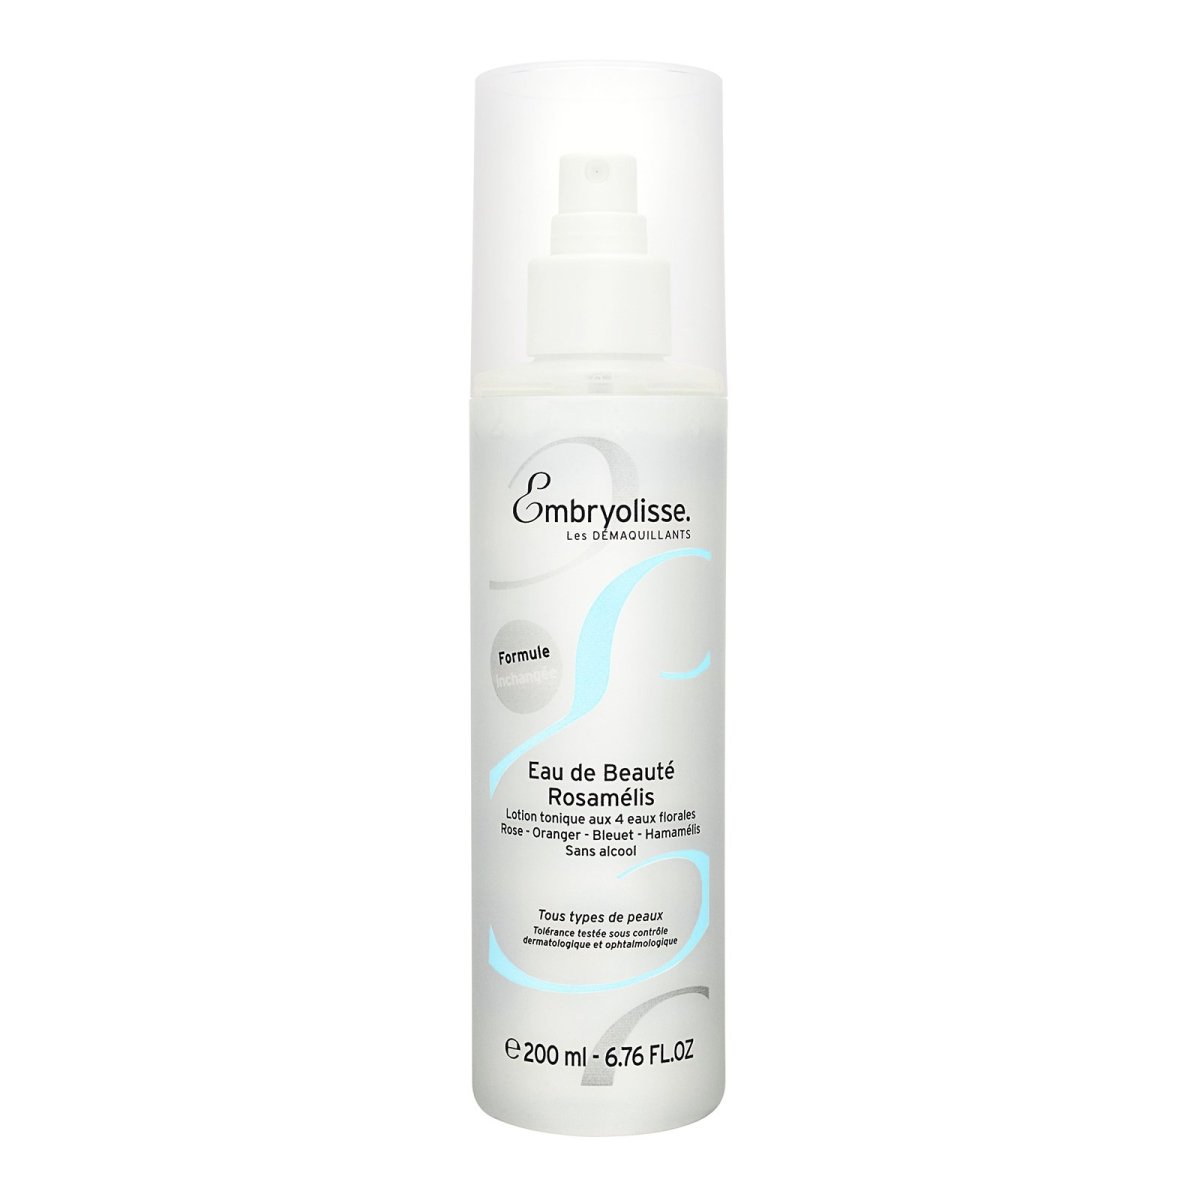 Embryolisse.
Les DÉMAQUILLANTS
Formule
inchangée
Eau de Beauté
Rosamélis
Lotion tonique aux 4 eaux florales
Rose - Oranger - Bleuet - Hamamélis
Sans alcool
Tous types de peaux
Tolérance testée sous contrôle
dermatologique et ophtalmologique
℮ 200 ml - 6.76 FL.OZ